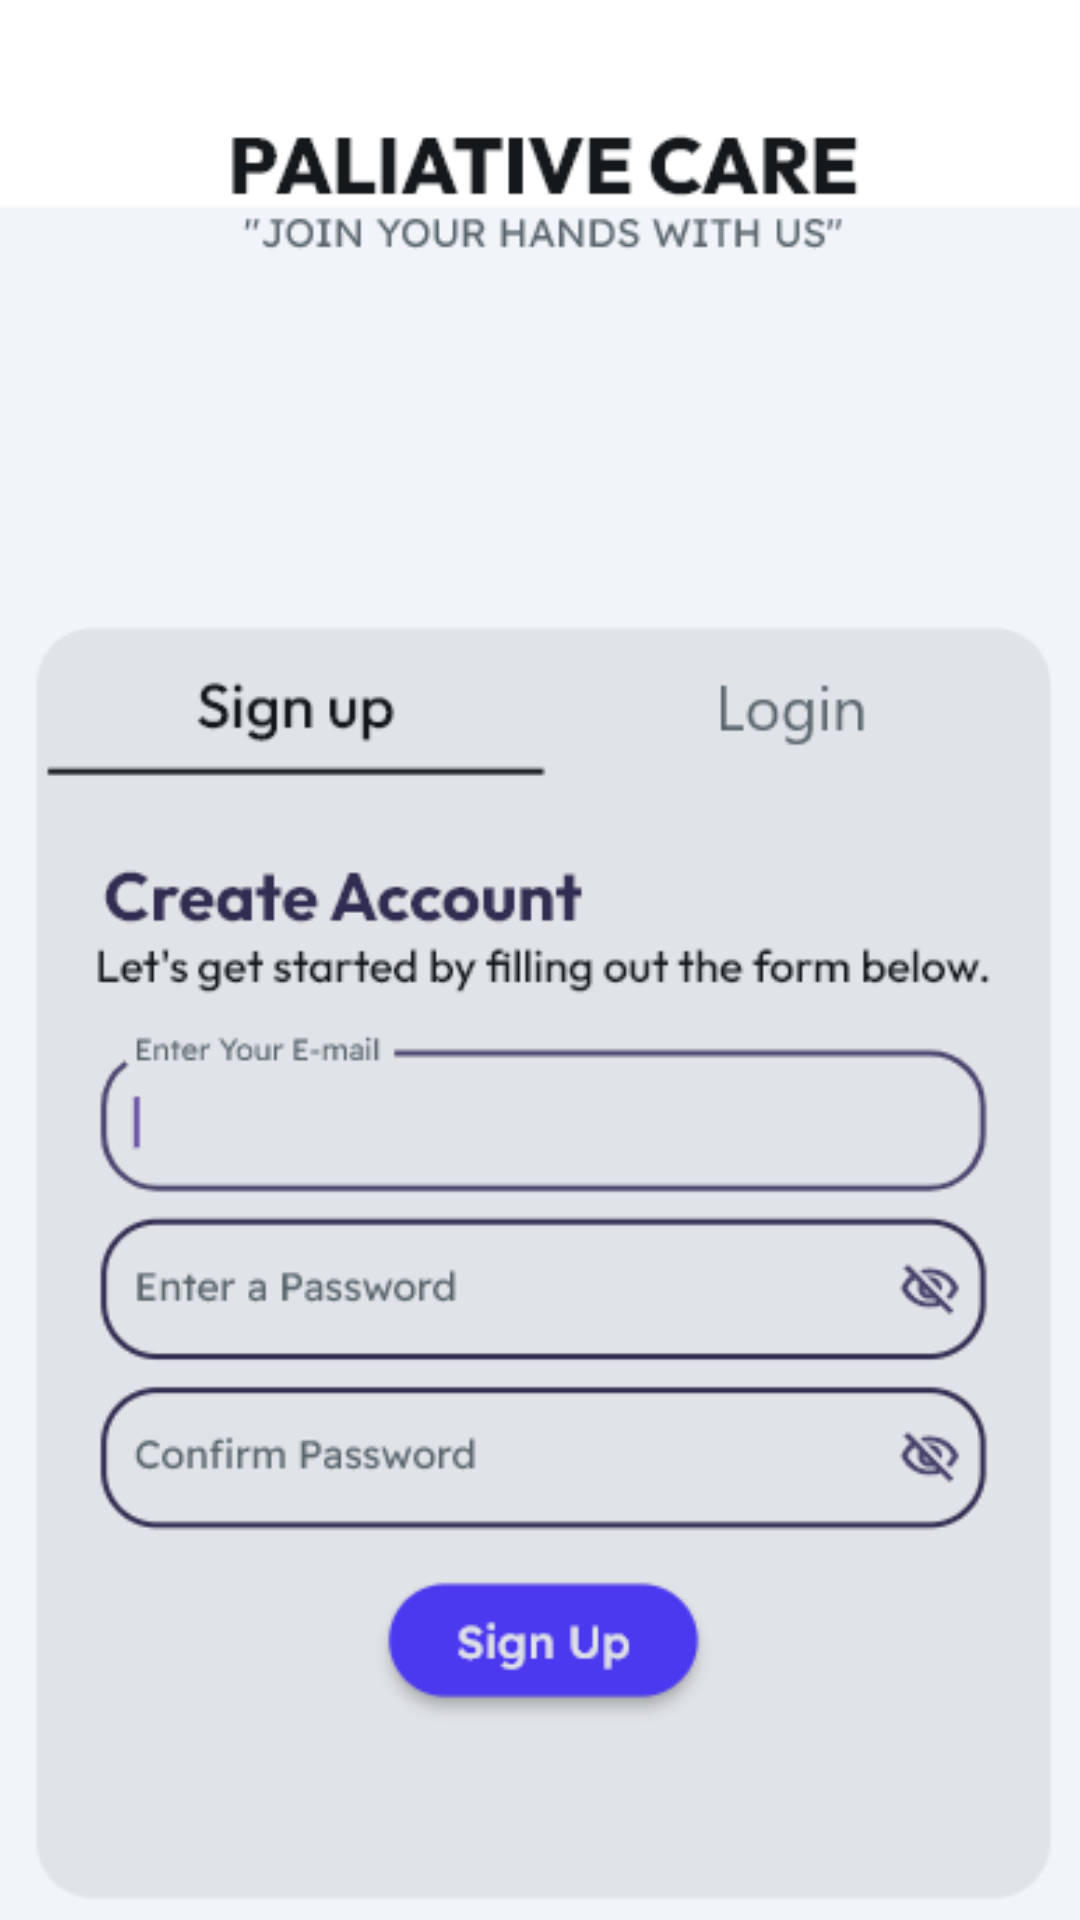 PALIATIVE CARE
"JOIN YOUR HANDS WITH US"
Sign up Login
Create Account
Let's get started by filling out the form below.
Enter Your E-mail
Enter a Password
Confirm Password
Sign Up